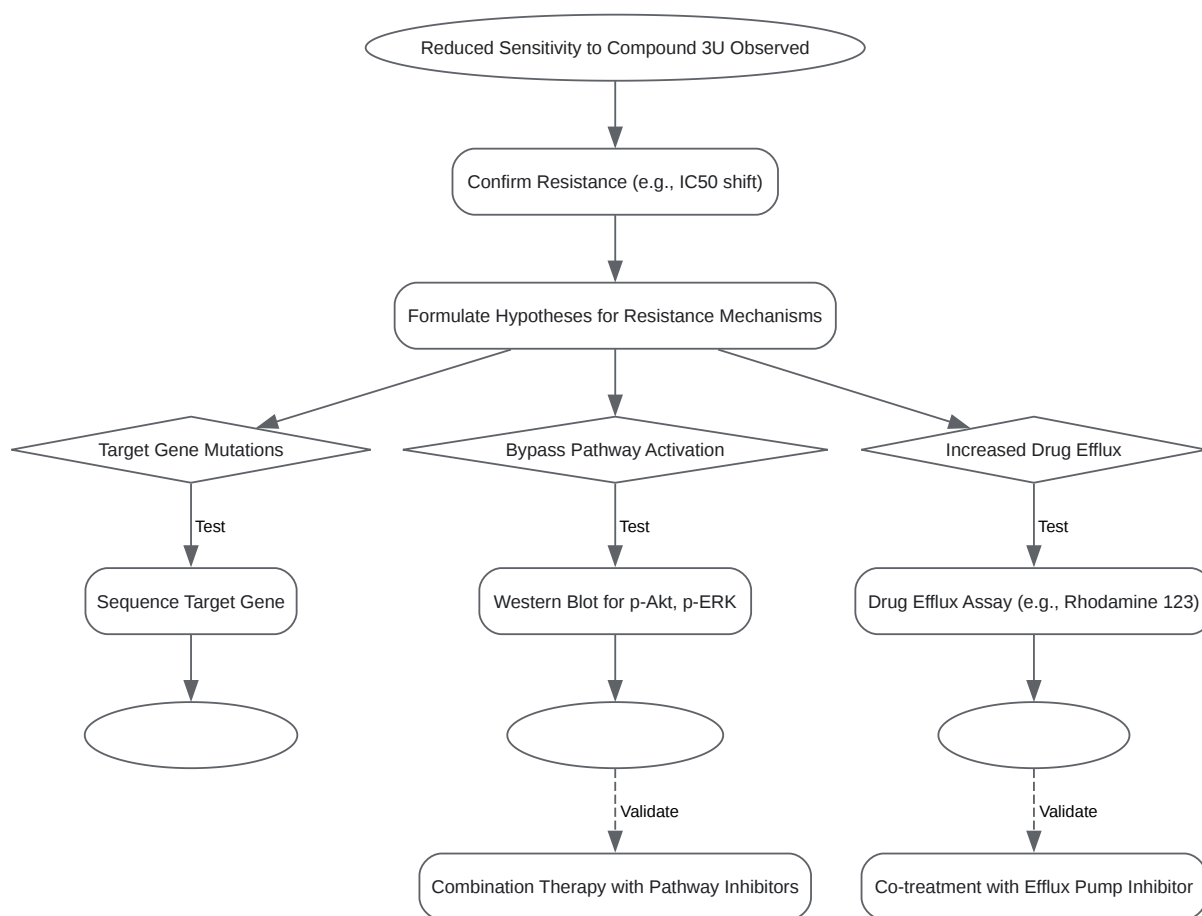 Reduced Sensitivity to Compound 3U Observed
Confirm Resistance (e.g., IC50 shift)
Formulate Hypotheses for Resistance Mechanisms
Target Gene Mutations
Bypass Pathway Activation
Increased Drug Efflux
Test
Test
Test
Sequence Target Gene
Western Blot for p-Akt, p-ERK
Drug Efflux Assay (e.g., Rhodamine 123)
Validate
Validate
Combination Therapy with Pathway Inhibitors
Co-treatment with Efflux Pump Inhibitor